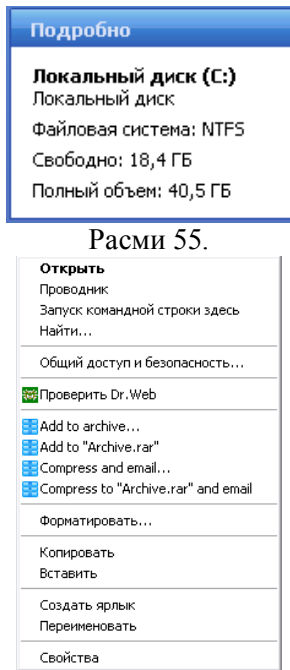 Подробно
Локальный диск (C:)
Локальный диск
Файловая система: NTFS
Свободно: 18,4 ГБ
Полный объем: 40,5 ГБ
Расми 55.
Открыть
Проводник
Запуск командной строки здесь
Найти...
Общий доступ и безопасность...
Проверить Dr.Web
Add to archive...
Add to "Archive.rar"
Compress and email...
Compress to "Archive.rar" and email
Форматировать...
Копировать
Вставить
Создать ярлык
Переименовать
Свойства